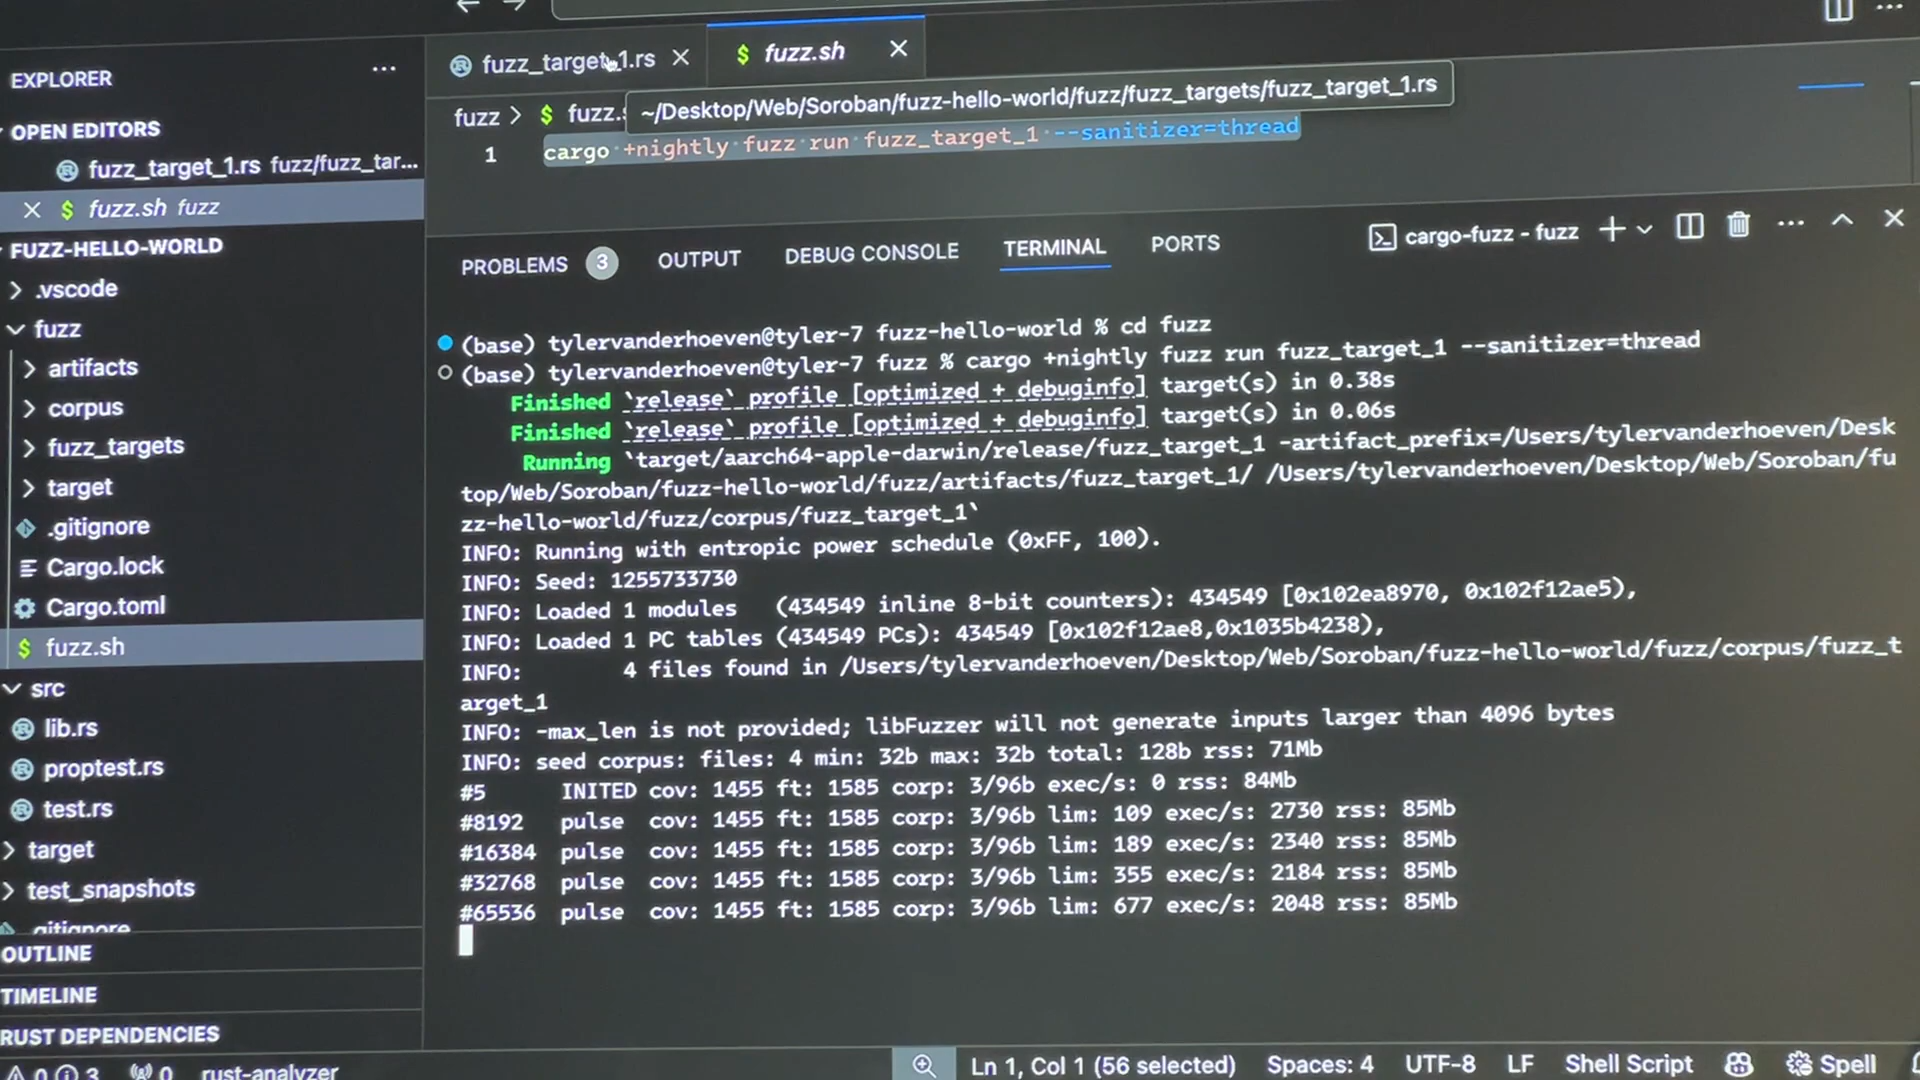 EXPLORER
OPEN EDITORS
fuzz_target_1.rs fuzz/fuzz_tar...
fuzz.sh fuzz
FUZZ-HELLO-WORLD
.vscode
fuzz
artifacts
corpus
fuzz_targets
target
.gitignore
Cargo.lock
Cargo.toml
$ fuzz.sh
src
lib.rs
proptest.rs
test.rs
target
test_snapshots
.gitignore
OUTLINE
TIMELINE
RUST DEPENDENCIES
fuzz_target_1.rs
$ fuzz.sh
fuzz > $ fuzz.s
~/Desktop/Web/Soroban/fuzz-hello-world/fuzz/fuzz_targets/fuzz_target_1.rs
1 cargo +nightly fuzz run fuzz_target_1 --sanitizer=thread
PROBLEMS 3 OUTPUT DEBUG CONSOLE TERMINAL PORTS
cargo-fuzz - fuzz
(base) tylervanderhoeven@tyler-7 fuzz-hello-world % cd fuzz
(base) tylervanderhoeven@tyler-7 fuzz % cargo +nightly fuzz run fuzz_target_1 --sanitizer=thread
Finished `release` profile [optimized + debuginfo] target(s) in 0.38s
Finished `release` profile [optimized + debuginfo] target(s) in 0.06s
Running `target/aarch64-apple-darwin/release/fuzz_target_1 -artifact_prefix=/Users/tylervanderhoeven/Desk
top/Web/Soroban/fuzz-hello-world/fuzz/artifacts/fuzz_target_1/ /Users/tylervanderhoeven/Desktop/Web/Soroban/fu
zz-hello-world/fuzz/corpus/fuzz_target_1`
INFO: Running with entropic power schedule (0xFF, 100).
INFO: Seed: 1255733730
INFO: Loaded 1 modules (434549 inline 8-bit counters): 434549 [0x102ea8970, 0x102f12ae5),
INFO: Loaded 1 PC tables (434549 PCs): 434549 [0x102f12ae8,0x1035b4238),
INFO: 4 files found in /Users/tylervanderhoeven/Desktop/Web/Soroban/fuzz-hello-world/fuzz/corpus/fuzz_t
arget_1
INFO: -max_len is not provided; libFuzzer will not generate inputs larger than 4096 bytes
INFO: seed corpus: files: 4 min: 32b max: 32b total: 128b rss: 71Mb
#5 INITED cov: 1455 ft: 1585 corp: 3/96b exec/s: 0 rss: 84Mb
#8192 pulse cov: 1455 ft: 1585 corp: 3/96b lim: 109 exec/s: 2730 rss: 85Mb
#16384 pulse cov: 1455 ft: 1585 corp: 3/96b lim: 189 exec/s: 2340 rss: 85Mb
#32768 pulse cov: 1455 ft: 1585 corp: 3/96b lim: 355 exec/s: 2184 rss: 85Mb
#65536 pulse cov: 1455 ft: 1585 corp: 3/96b lim: 677 exec/s: 2048 rss: 85Mb
0 3 0 rust-analyzer
Ln 1, Col 1 (56 selected) Spaces: 4 UTF-8 LF Shell Script Spell